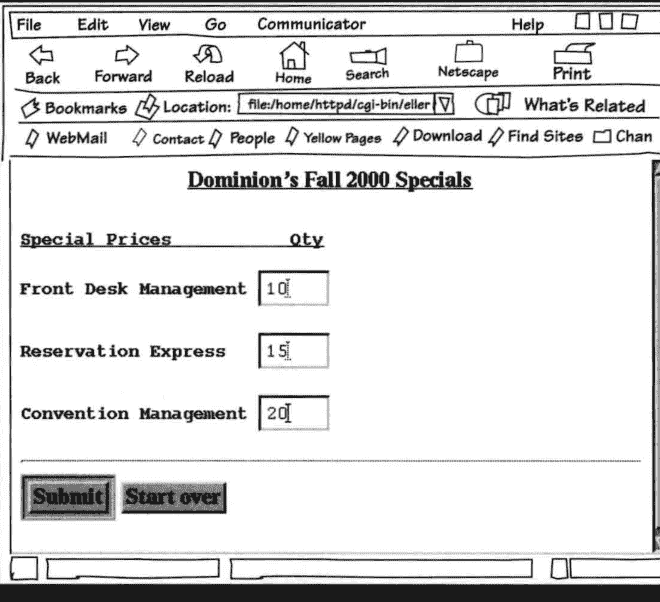 File Edit View Go Communicator Help
Back Forward Reload Home Search Netscape Print
Bookmarks Location: file:/home/httpd/cgi-bin/eller What's Related
WebMail Contact People Yellow Pages Download Find Sites Chan
Dominion's Fall 2000 Specials
Special Prices Qty
Front Desk Management 10
Reservation Express 15
Convention Management 20
Submit Start over